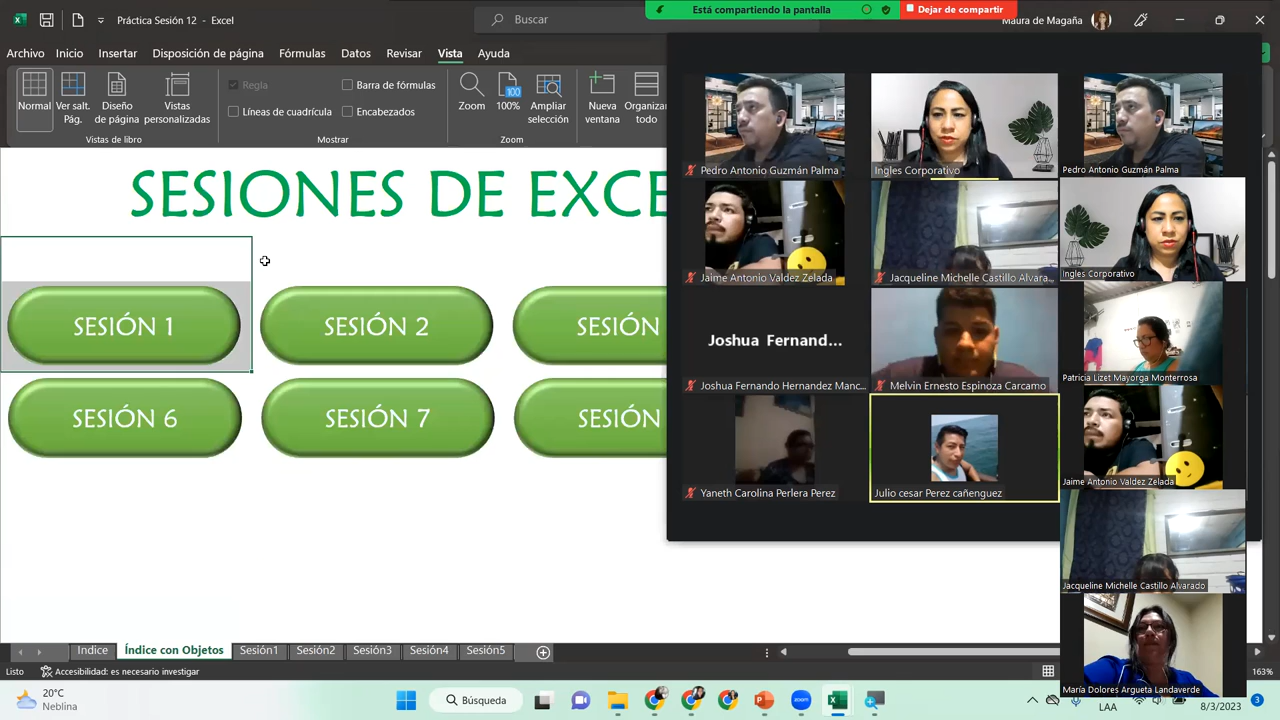 Práctica Sesión 12 - Excel
Buscar
Está compartiendo la pantalla
Dejar de compartir
Maura de Magaña
Archivo
Inicio
Insertar
Disposición de página
Fórmulas
Datos
Revisar
Vista
Ayuda
Normal
Ver salt.
Pág.
Diseño
de página
Vistas
personalizadas
Vistas de libro
Regla
Barra de fórmulas
Líneas de cuadrícula
Encabezados
Mostrar
Zoom
100
100%
Ampliar
selección
Zoom
Nueva
ventana
Organizar
todo
SESIONES DE EXCE
SESIÓN 1
SESIÓN 2
SESIÓN
SESIÓN 6
SESIÓN 7
SESIÓN
Pedro Antonio Guzmán Palma
Ingles Corporativo
Pedro Antonio Guzmán Palma
Jaime Antonio Valdez Zelada
Jacqueline Michelle Castillo Alvara...
Ingles Corporativo
Joshua Fernand...
Joshua Fernando Hernandez Manc...
Melvin Ernesto Espinoza Carcamo
Patricia Lizet Mayorga Monterrosa
Yaneth Carolina Perlera Perez
Julio cesar Perez cañenguez
Jaime Antonio Valdez Zelada
Jacqueline Michelle Castillo Alvarado
María Dolores Argueta Landaverde
Indice
Índice con Objetos
Sesión1
Sesión2
Sesión3
Sesión4
Sesión5
Listo
Accesibilidad: es necesario investigar
163%
20°C
Neblina
Búsqueda
zoom
LAA
8/3/2023
3